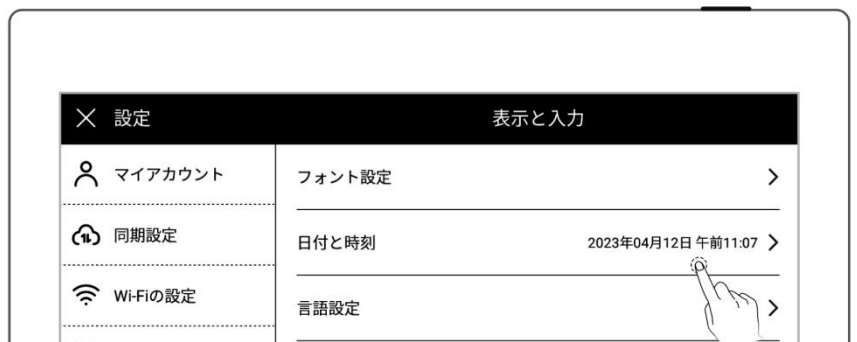 設定
表示と入力
マイアカウント
フォント設定
同期設定
日付と時刻
2023年04月12日 午前11:07
Wi-Fiの設定
言語設定